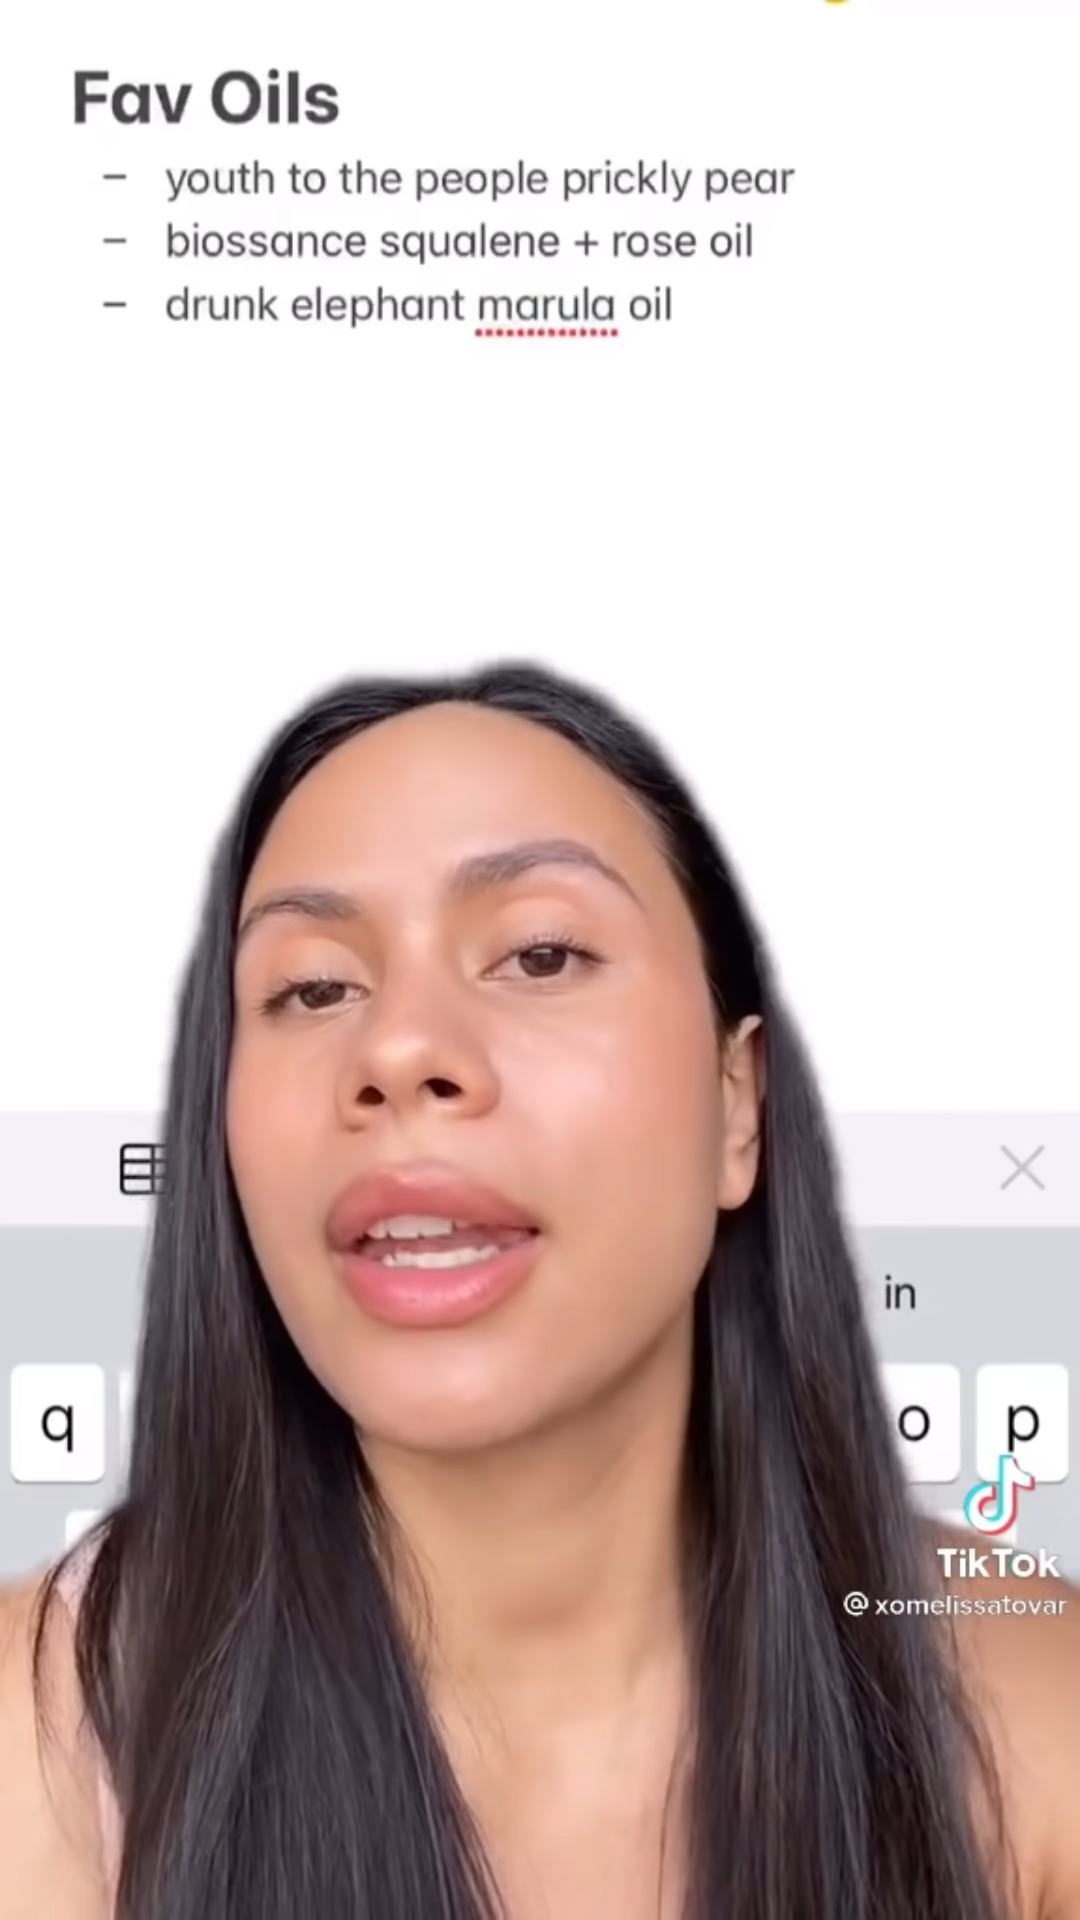 Fav Oils
– youth to the people prickly pear
– biossance squalene + rose oil
– drunk elephant marula oil
in
q o p
TikTok
@xomelissatovar